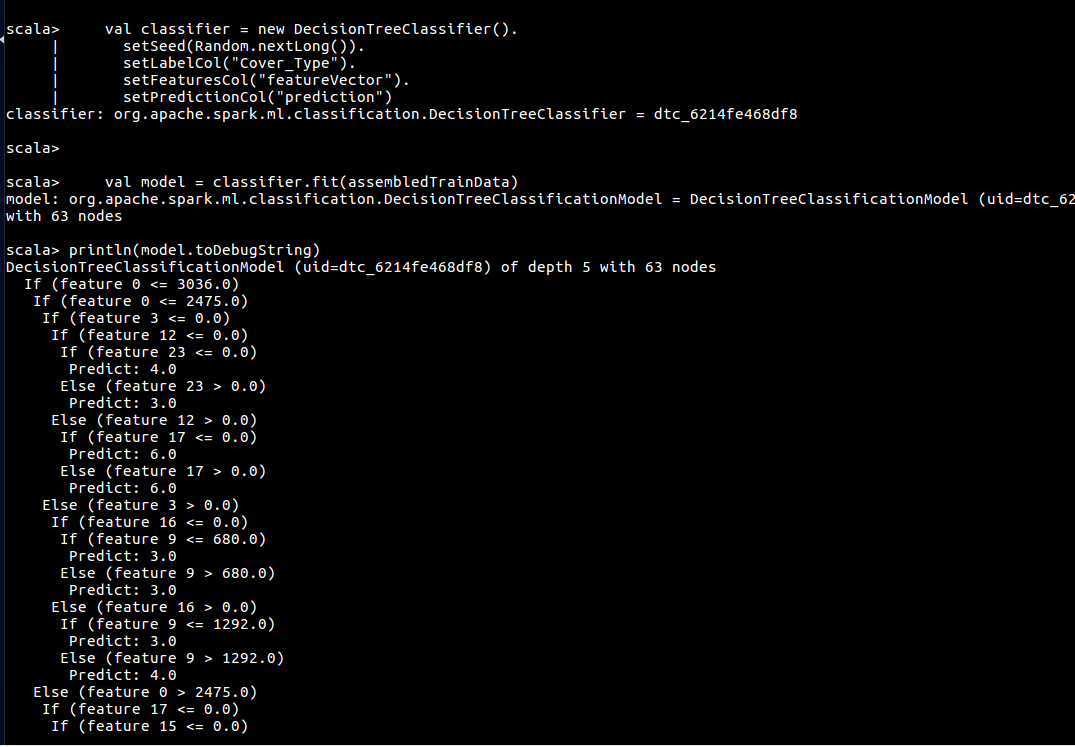 scala>     val classifier = new DecisionTreeClassifier().
     |       setSeed(Random.nextLong()).
     |       setLabelCol("Cover_Type").
     |       setFeaturesCol("featureVector").
     |       setPredictionCol("prediction")
classifier: org.apache.spark.ml.classification.DecisionTreeClassifier = dtc_6214fe468df8
scala>
scala>     val model = classifier.fit(assembledTrainData)
model: org.apache.spark.ml.classification.DecisionTreeClassificationModel = DecisionTreeClassificationModel (uid=dtc_62
with 63 nodes
scala> println(model.toDebugString)
DecisionTreeClassificationModel (uid=dtc_6214fe468df8) of depth 5 with 63 nodes
  If (feature 0 <= 3036.0)
   If (feature 0 <= 2475.0)
    If (feature 3 <= 0.0)
     If (feature 12 <= 0.0)
      If (feature 23 <= 0.0)
       Predict: 4.0
      Else (feature 23 > 0.0)
       Predict: 3.0
     Else (feature 12 > 0.0)
      If (feature 17 <= 0.0)
       Predict: 6.0
      Else (feature 17 > 0.0)
       Predict: 6.0
    Else (feature 3 > 0.0)
     If (feature 16 <= 0.0)
      If (feature 9 <= 680.0)
       Predict: 3.0
      Else (feature 9 > 680.0)
       Predict: 3.0
     Else (feature 16 > 0.0)
      If (feature 9 <= 1292.0)
       Predict: 3.0
      Else (feature 9 > 1292.0)
       Predict: 4.0
   Else (feature 0 > 2475.0)
    If (feature 17 <= 0.0)
     If (feature 15 <= 0.0)